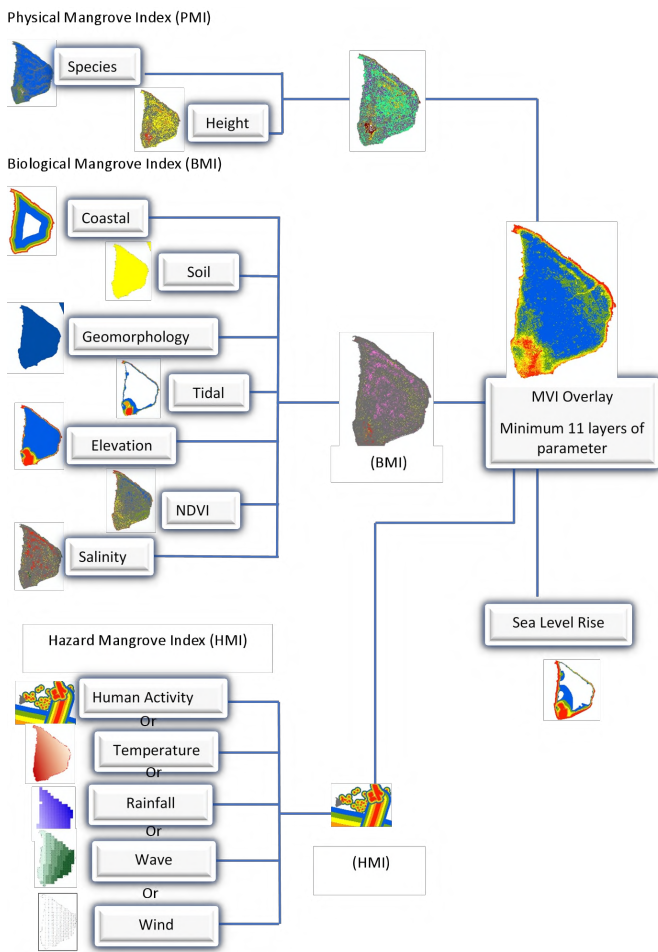 Physical Mangrove Index (PMI)
Species
Height
Biological Mangrove Index (BMI)
Coastal
Soil
Geomorphology
Tidal
Elevation
NDVI
Salinity
(BMI)
MVI Overlay
Minimum 11 layers of
parameter
Sea Level Rise
Hazard Mangrove Index (HMI)
Human Activity
Or
Temperature
Or
Rainfall
Or
Wave
Or
Wind
(HMI)